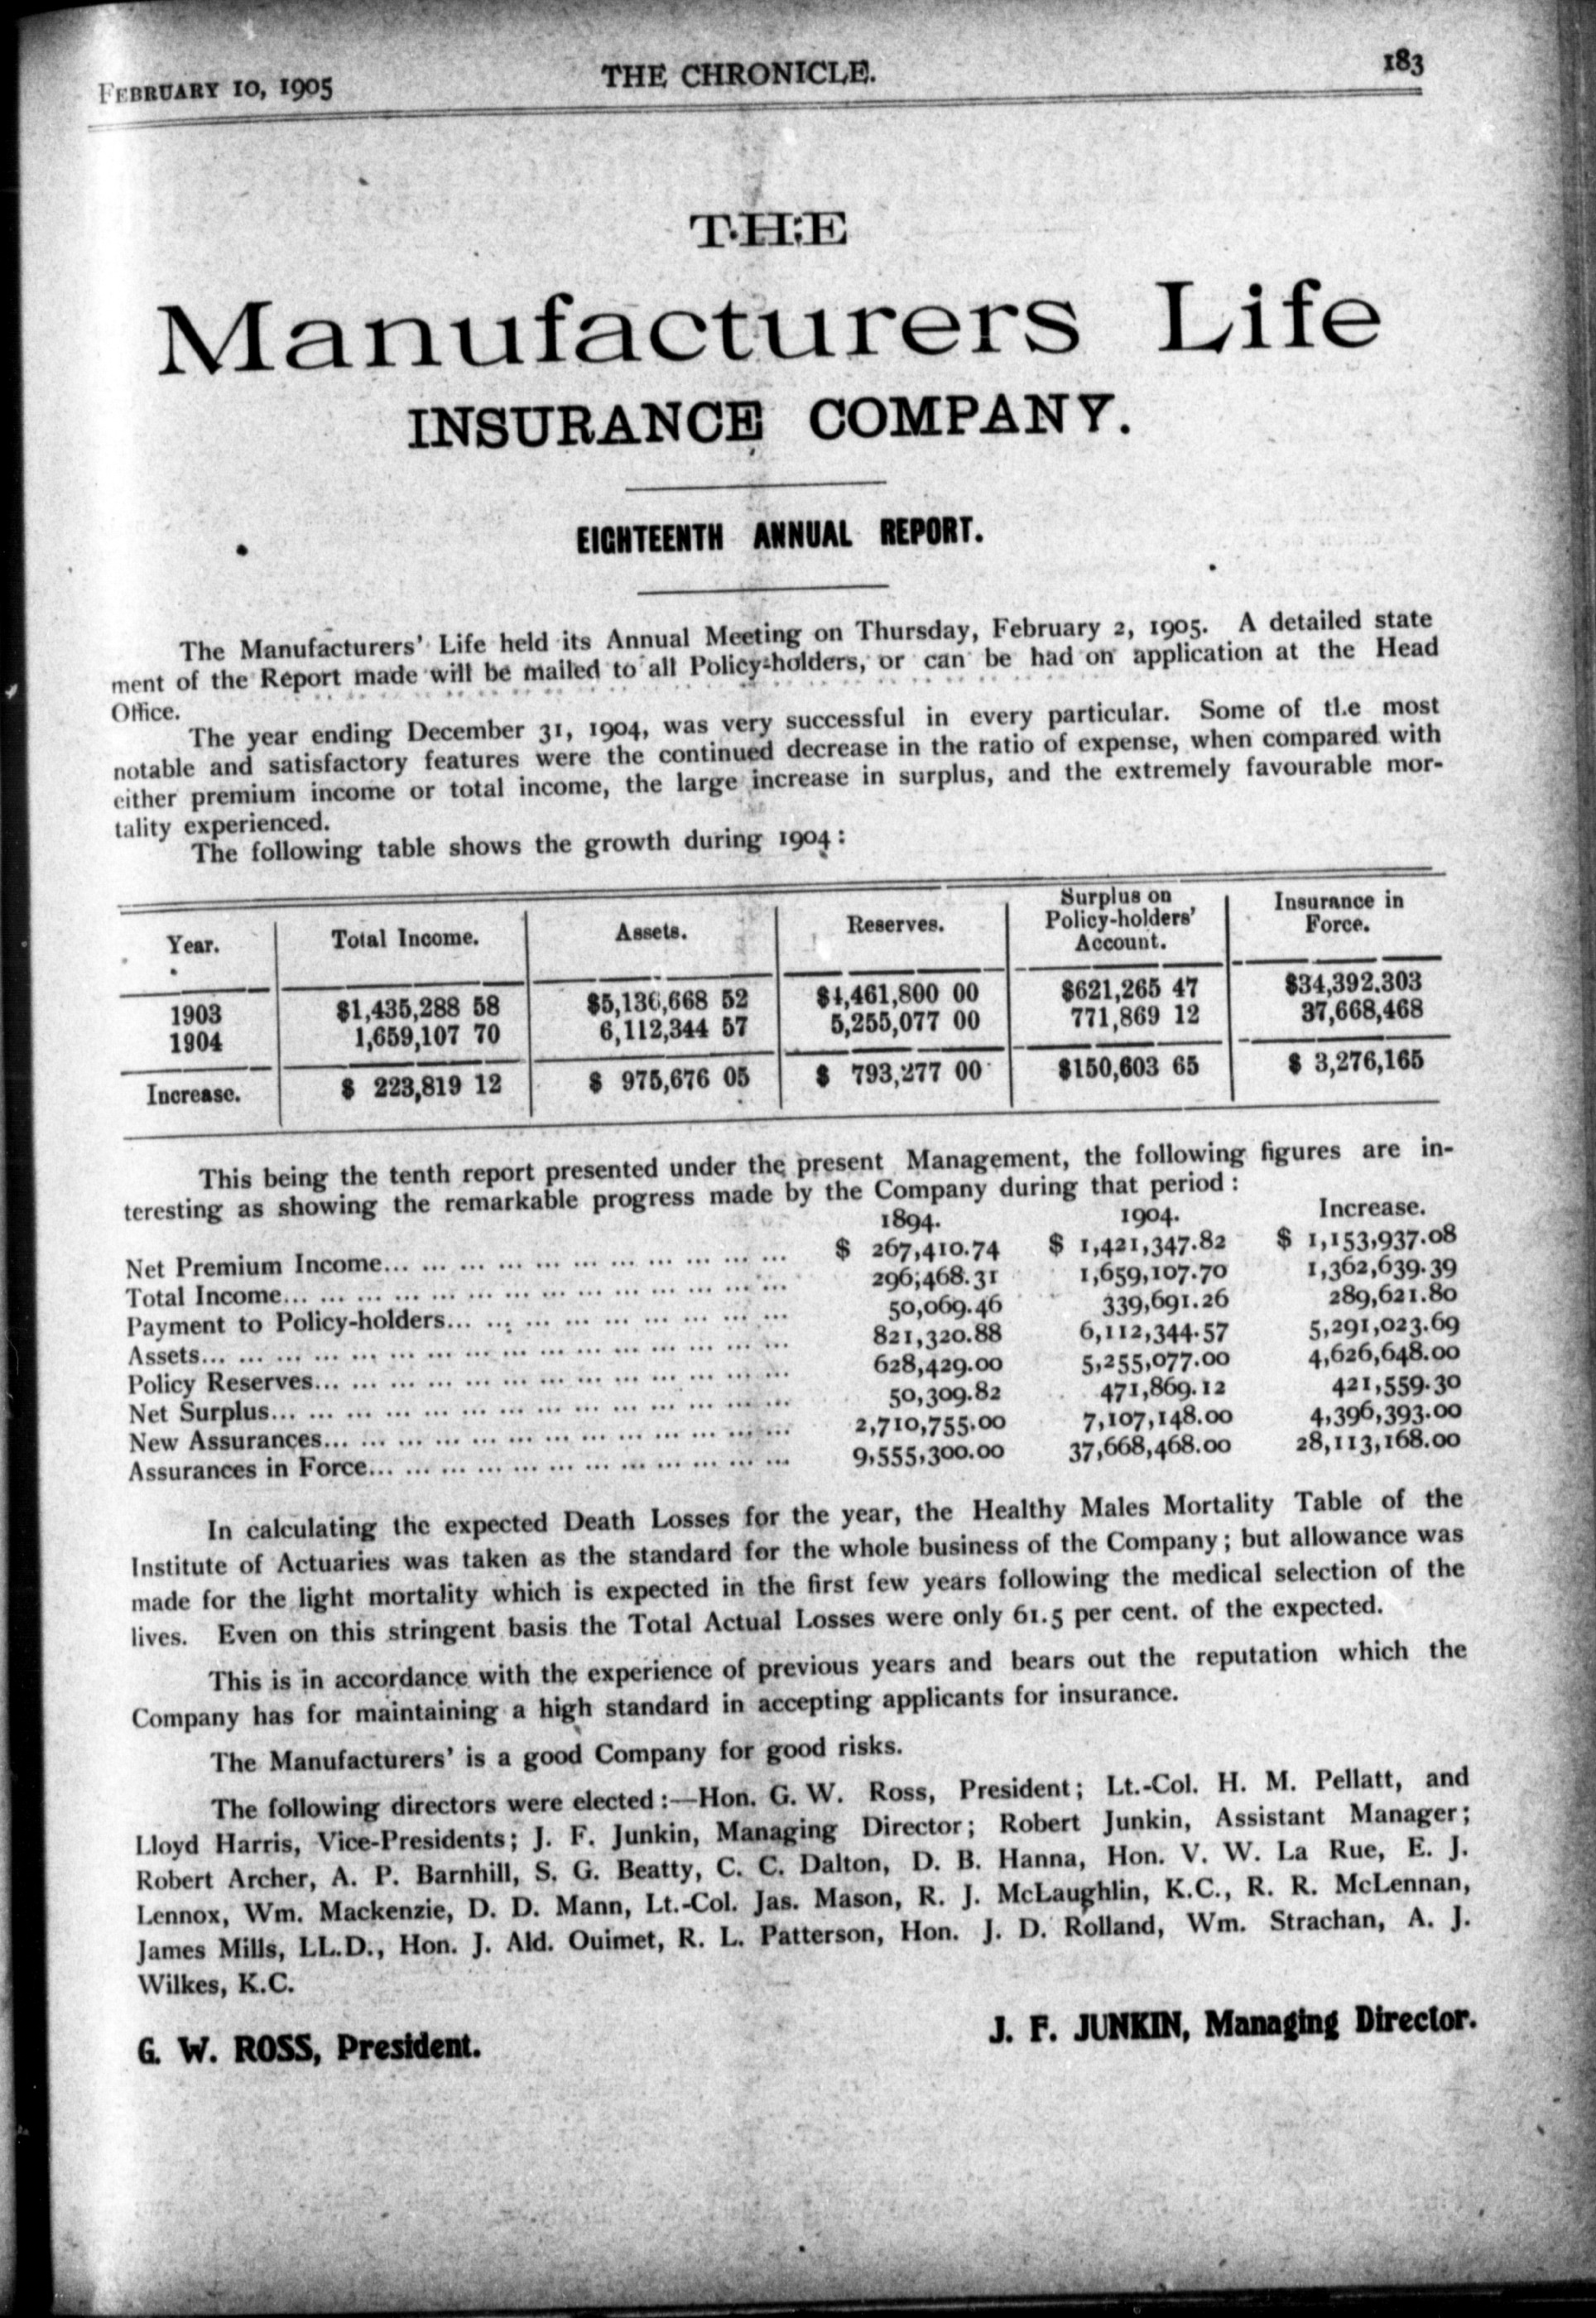 FEBRUARY 10, 1905 THE CHRONICLE. 183
THE
Manufacturers Life
INSURANCE COMPANY.
EIGHTEENTH ANNUAL REPORT.
The Manufacturers' Life held its Annual Meeting on Thursday, February 2, 1905. A detailed state
ment of the Report made will be mailed to all Policy-holders, or can be had on application at the Head
Office.
The year ending December 31, 1904, was very successful in every particular. Some of the most
notable and satisfactory features were the continued decrease in the ratio of expense, when compared with
either premium income or total income, the large increase in surplus, and the extremely favourable mor-
tality experienced.
The following table shows the growth during 1904:
Year. Total Income. Assets. Reserves. Surplus on Policy-holders' Account. Insurance in Force.
1903 $1,435,288 58 $5,136,668 52 $4,461,800 00 $621,265 47 $34,392.303
1904 1,659,107 70 6,112,344 57 5,255,077 00 771,869 12 37,668,468
Increase. $ 223,819 12 $ 975,676 05 $ 793,277 00 $150,603 65 $ 3,276,165
This being the tenth report presented under the present Management, the following figures are in-
teresting as showing the remarkable progress made by the Company during that period:
1894. 1904. Increase.
Net Premium Income... $ 267,410.74 $ 1,421,347.82 $ 1,153,937.08
Total Income... 296,468.31 1,659,107.70 1,362,639.39
Payment to Policy-holders... 50,069.46 339,691.26 289,621.80
Assets... 821,320.88 6,112,344.57 5,291,023.69
Policy Reserves... 628,429.00 5,255,077.00 4,626,648.00
Net Surplus... 50,309.82 471,869.12 421,559.30
New Assurances... 2,710,755.00 7,107,148.00 4,396,393.00
Assurances in Force... 9,555,300.00 37,668,468.00 28,113,168.00
In calculating the expected Death Losses for the year, the Healthy Males Mortality Table of the
Institute of Actuaries was taken as the standard for the whole business of the Company; but allowance was
made for the light mortality which is expected in the first few years following the medical selection of the
lives. Even on this stringent basis the Total Actual Losses were only 61.5 per cent. of the expected.
This is in accordance with the experience of previous years and bears out the reputation which the
Company has for maintaining a high standard in accepting applicants for insurance.
The Manufacturers' is a good Company for good risks.
The following directors were elected:—Hon. G. W. Ross, President; Lt.-Col. H. M. Pellatt, and
Lloyd Harris, Vice-Presidents; J. F. Junkin, Managing Director; Robert Junkin, Assistant Manager;
Robert Archer, A. P. Barnhill, S. G. Beatty, C. C. Dalton, D. B. Hanna, Hon. V. W. La Rue, E. J.
Lennox, Wm. Mackenzie, D. D. Mann, Lt.-Col. Jas. Mason, R. J. McLaughlin, K.C., R. R. McLennan,
James Mills, LL.D., Hon. J. Ald. Ouimet, R. L. Patterson, Hon. J. D. Rolland, Wm. Strachan, A. J.
Wilkes, K.C.
G. W. ROSS, President. J. F. JUNKIN, Managing Director.